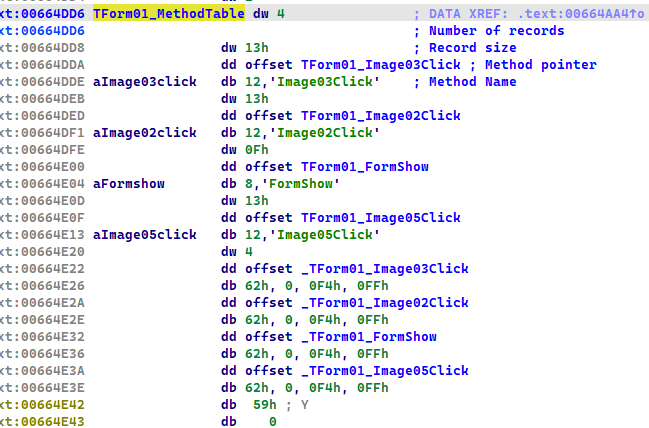 xt:00664DD6 TForm01_MethodTable dw 4 ; DATA XREF: .text:00664AA4↑o
xt:00664DD6 ; Number of records
xt:00664DD8 dw 13h ; Record size
xt:00664DDA dd offset TForm01_Image03Click ; Method pointer
xt:00664DDE aImage03click db 12,'Image03Click' ; Method Name
xt:00664DEB dw 13h
xt:00664DED dd offset TForm01_Image02Click
xt:00664DF1 aImage02click db 12,'Image02Click'
xt:00664DFE dw 0Fh
xt:00664E00 dd offset TForm01_FormShow
xt:00664E04 aFormshow db 8,'FormShow'
xt:00664E0D dw 13h
xt:00664E0F dd offset TForm01_Image05Click
xt:00664E13 aImage05click db 12,'Image05Click'
xt:00664E20 dw 4
xt:00664E22 dd offset _TForm01_Image03Click
xt:00664E26 db 62h, 0, 0F4h, 0FFh
xt:00664E2A dd offset _TForm01_Image02Click
xt:00664E2E db 62h, 0, 0F4h, 0FFh
xt:00664E32 dd offset _TForm01_FormShow
xt:00664E36 db 62h, 0, 0F4h, 0FFh
xt:00664E3A dd offset _TForm01_Image05Click
xt:00664E3E db 62h, 0, 0F4h, 0FFh
xt:00664E42 db 59h ; Y
xt:00664E43 db 0